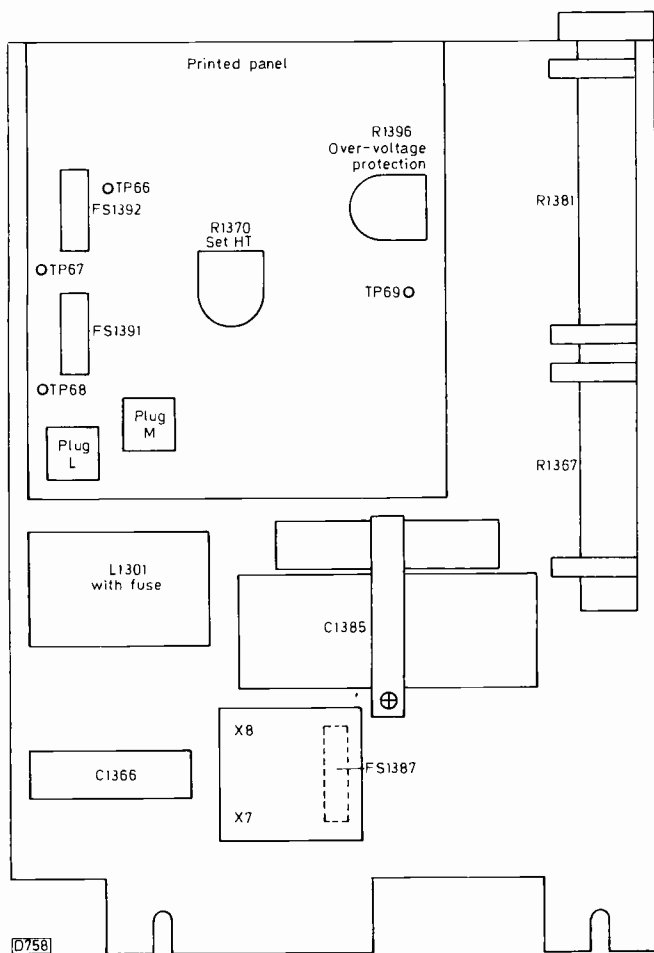 Printed panel
R1396
Over-voltage
protection
TP66
FS1392
R1381
R1370
Set HT
TP67
TP69
FS1391
TP68
Plug
M
Plug
L
R1367
L1301
with fuse
C1385
X8
C1366
FS1387
X7
D758